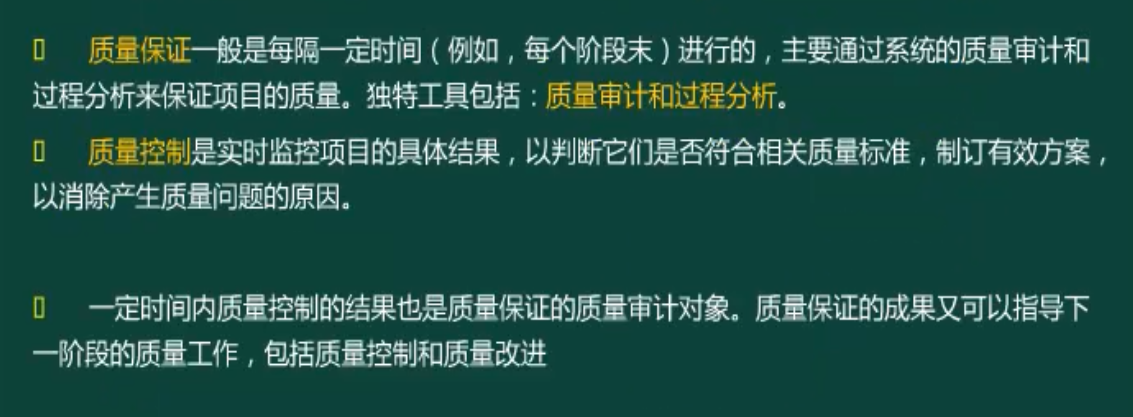 质量保证一般是每隔一定时间（例如，每个阶段末）进行的，主要通过系统的质量审计和
过程分析来保证项目的质量。独特工具包括：质量审计和过程分析。
质量控制是实时监控项目的具体结果，以判断它们是否符合相关质量标准，制订有效方案，
以消除产生质量问题的原因。
一定时间内质量控制的结果也是质量保证的质量审计对象。质量保证的成果又可以指导下
一阶段的质量工作，包括质量控制和质量改进